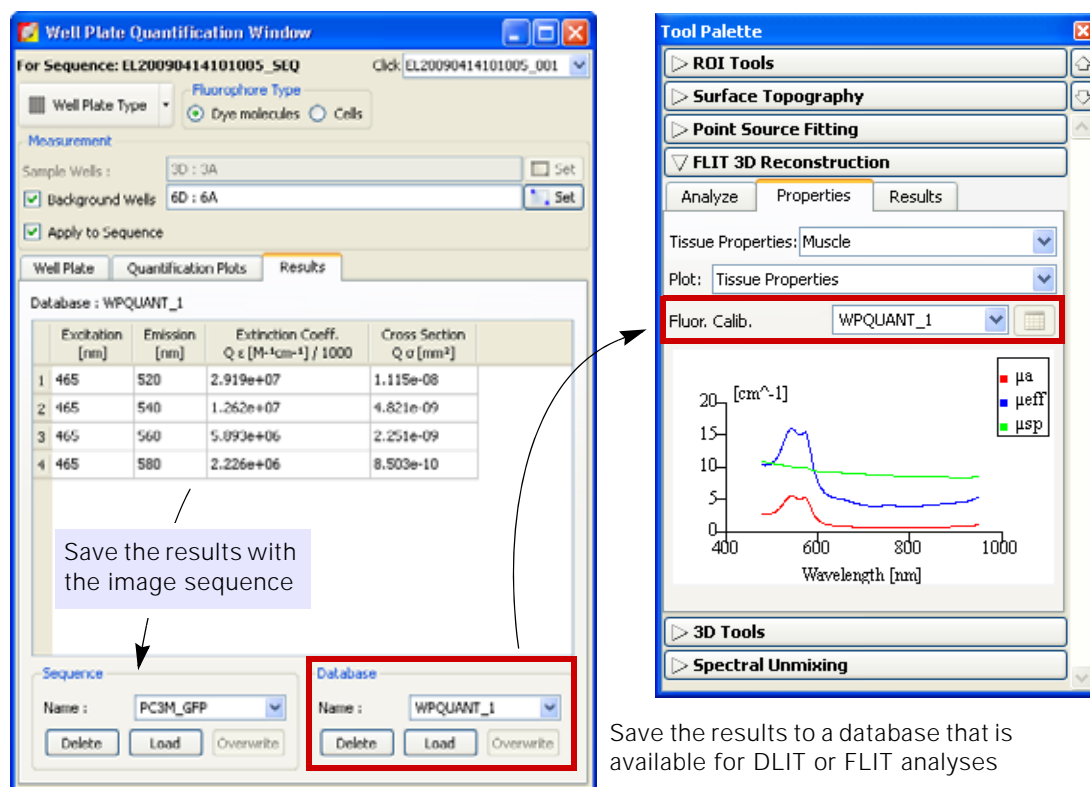 Well Plate Quantification Window
For Sequence: EL20090414101005_SEQ
Click EL20090414101005_001
Well Plate Type
Fluorophore Type
Dye molecules
Cells
Measurement
Sample Wells :
3D : 3A
Set
Background Wells
6D : 6A
Set
Apply to Sequence
Well Plate
Quantification Plots
Results
Database : WPQUANT_1
Excitation [nm]
Emission [nm]
Extinction Coeff. Q ε [M-¹cm-¹] / 1000
Cross Section Q σ [mm²]
1 465 520 2.919e+07 1.115e-08
2 465 540 1.262e+07 4.821e-09
3 465 560 5.893e+06 2.251e-09
4 465 580 2.226e+06 8.503e-10
Save the results with
the image sequence
Sequence
Name :
PC3M_GFP
Delete
Load
Overwrite
Database
Name :
WPQUANT_1
Delete
Load
Overwrite
Tool Palette
ROI Tools
Surface Topography
Point Source Fitting
FLIT 3D Reconstruction
Analyze
Properties
Results
Tissue Properties: Muscle
Plot: Tissue Properties
Fluor. Calib.
WPQUANT_1
[cm^-1]
20
15
10
5
0
400
600
800
1000
Wavelength [nm]
µa
µeff
µsp
3D Tools
Spectral Unmixing
Save the results to a database that is
available for DLIT or FLIT analyses